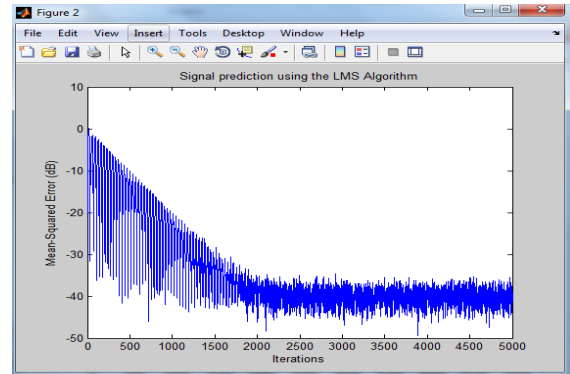 Figure 2
File Edit View Insert Tools Desktop Window Help
Signal prediction using the LMS Algorithm
10
0
-10
-20
-30
-40
-50
Mean-Squared Error (dB)
0 500 1000 1500 2000 2500 3000 3500 4000 4500 5000
Iterations